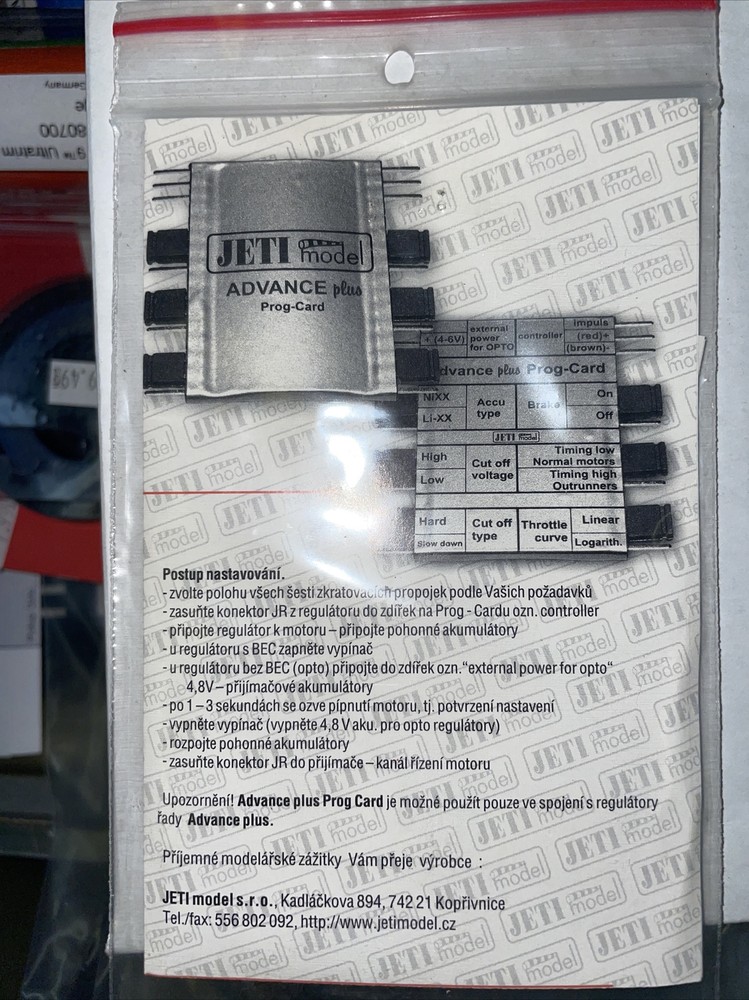 JETI model
ADVANCE plus
Prog-Card
+ (4-6V)
external
power
for OPTO
controller
impuls
(red)+
(brown)-
dvance plus Prog-Card
NiXX
Li-XX
Accu
type
Brake
On
Off
JETI model
High
Low
Cut off
voltage
Timing low
Normal motors
Timing high
Outrunners
Hard
Slow dawn
Cut off
type
Throttle
curve
Linear
Logarith.
Postup nastavování.
- zvolte polohu všech šesti zkratovacích propojek podle Vašich požadavků
- zasuňte konektor JR z regulátoru do zdířek na Prog - Cardu ozn. controller
- připojte regulátor k motoru – připojte pohonné akumulátory
- u regulátoru s BEC zapněte vypínač
- u regulátoru bez BEC (opto) připojte do zdířek ozn."external power for opto"
4,8V – přijímačové akumulátory
- po 1 – 3 sekundách se ozve pípnutí motoru, tj. potvrzení nastavení
- vypněte vypínač (vypněte 4,8 V aku. pro opto regulátory)
- rozpojte pohonné akumulátory
- zasuňte konektor JR do přijímače – kanál řízení motoru
Upozornění! Advance plus Prog Card je možné použít pouze ve spojení s regulátory
řady Advance plus.
Příjemné modelářské zážitky Vám přeje výrobce :
JETI model s.r.o., Kadláčkova 894, 742 21 Kopřivnice
Tel./fax: 556 802 092, http://www.jetimodel.cz
Germany
80700
9™ Ultratrim